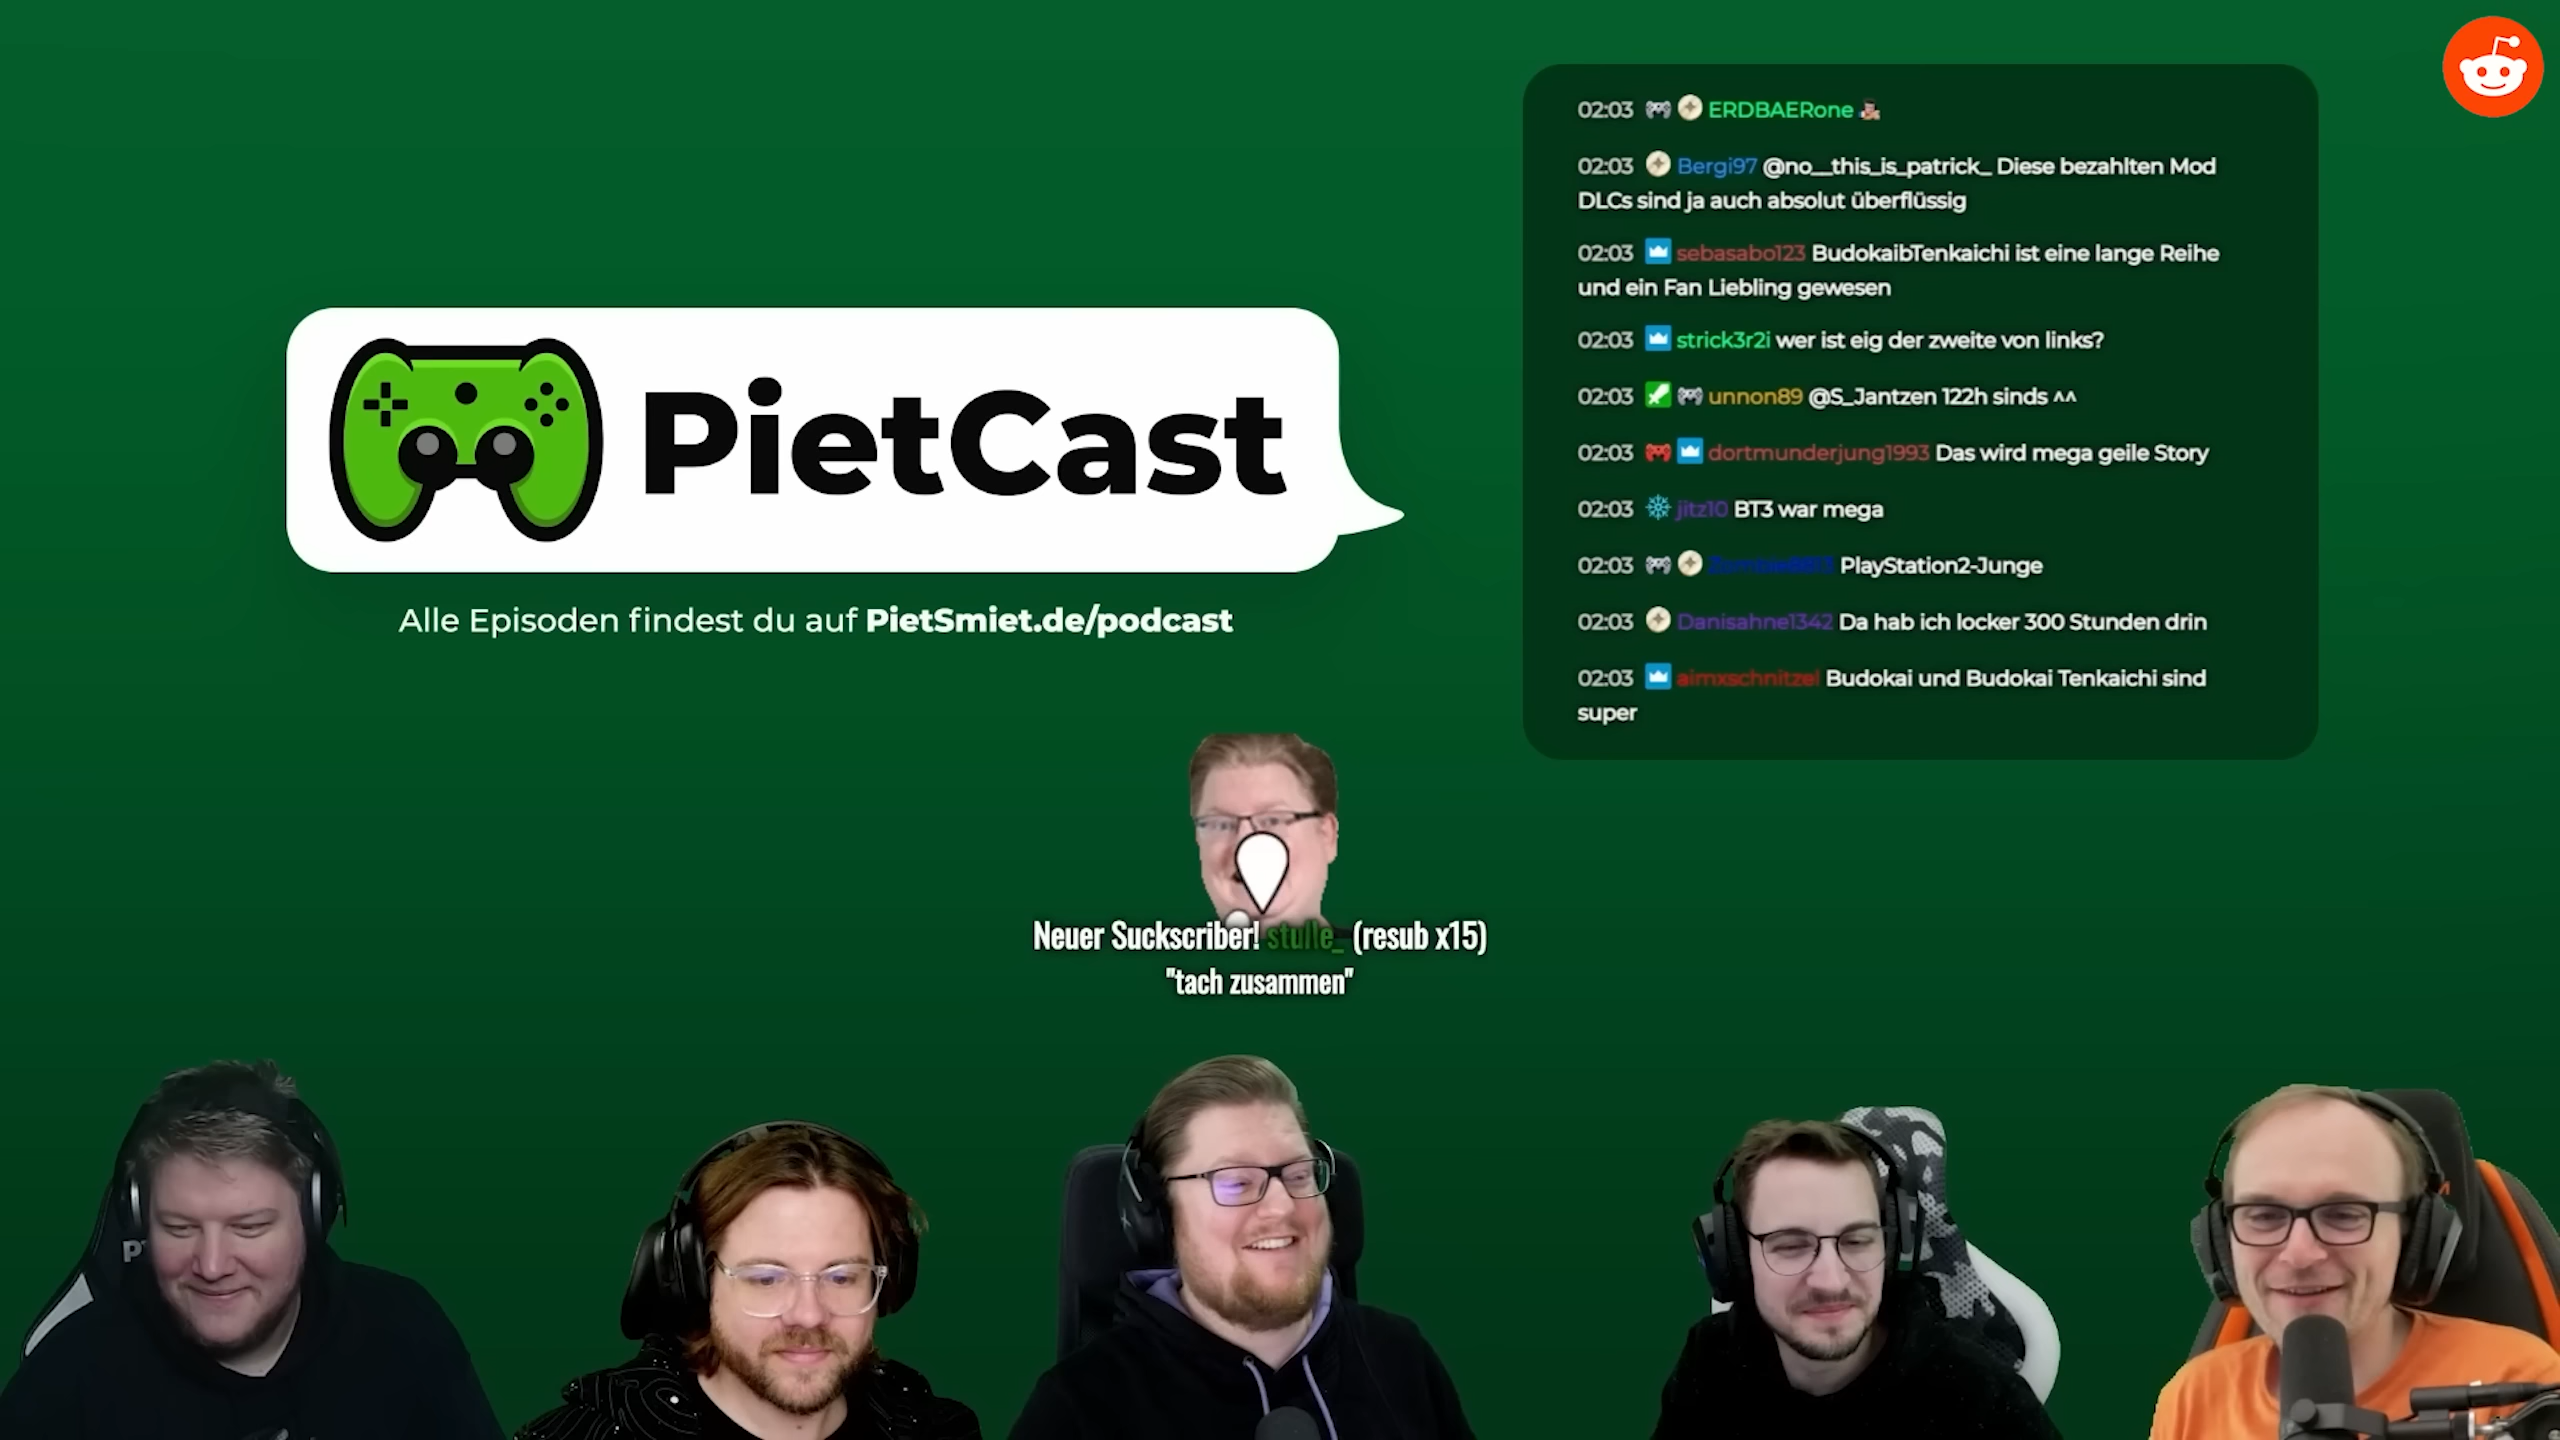 PietCast
Alle Episoden findest du auf PietSmiet.de/podcast
02:03 ERDBAERone
02:03 Bergi97 @no__this_is_patrick_ Diese bezahlten Mod
DLCs sind ja auch absolut überflüssig
02:03 sebasabo123 BudokaibTenkaichi ist eine lange Reihe
und ein Fan Liebling gewesen
02:03 strick3r2i wer ist eig der zweite von links?
02:03 unnon89 @S_Jantzen 122h sinds ^^
02:03 dortmunderjung1993 Das wird mega geile Story
02:03 jitz10 BT3 war mega
02:03 PlayStation2-Junge
02:03 Danisahne1342 Da hab ich locker 300 Stunden drin
02:03 aimxschnitzel Budokai und Budokai Tenkaichi sind
super
Neuer Suckscriber! stulle_ (resub x15)
"tach zusammen"